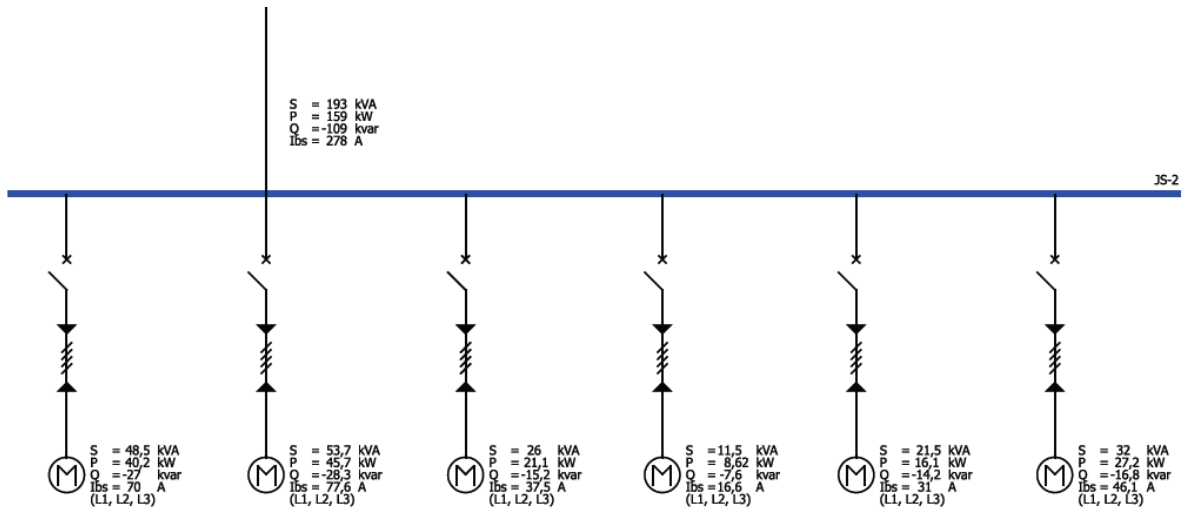 S = 193 kVA
P = 159 kW
Q =-109 kvar
Ibs = 278 A
JS-2
M
S = 48,5 kVA
P = 40,2 kW
Q =-27 kvar
Ibs = 70 A
(L1, L2, L3)
M
S = 53,7 kVA
P = 45,7 kW
Q =-28,3 kvar
Ibs = 77,6 A
(L1, L2, L3)
M
S = 26 kVA
P = 21,1 kW
Q =-15,2 kvar
Ibs = 37,5 A
(L1, L2, L3)
M
S =11,5 kVA
P = 8,62 kW
Q =-7,6 kvar
Ibs =16,6 A
(L1, L2, L3)
M
S = 21,5 kVA
P = 16,1 kW
Q =-14,2 kvar
Ibs = 31 A
(L1, L2, L3)
M
S = 32 kVA
P = 27,2 kW
Q =-16,8 kvar
Ibs = 46,1 A
(L1, L2, L3)